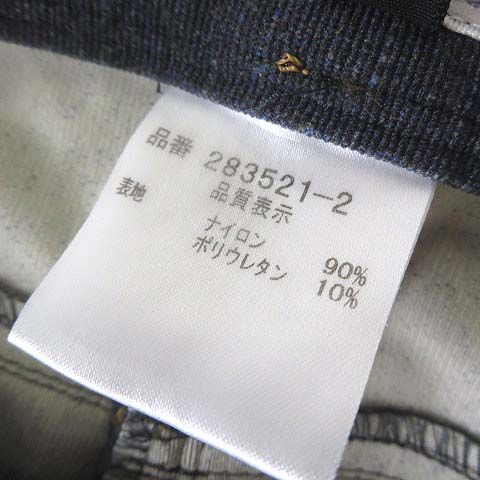 品番 283521-2
品質表示
表地
ナイロン 90%
ポリウレタン 10%